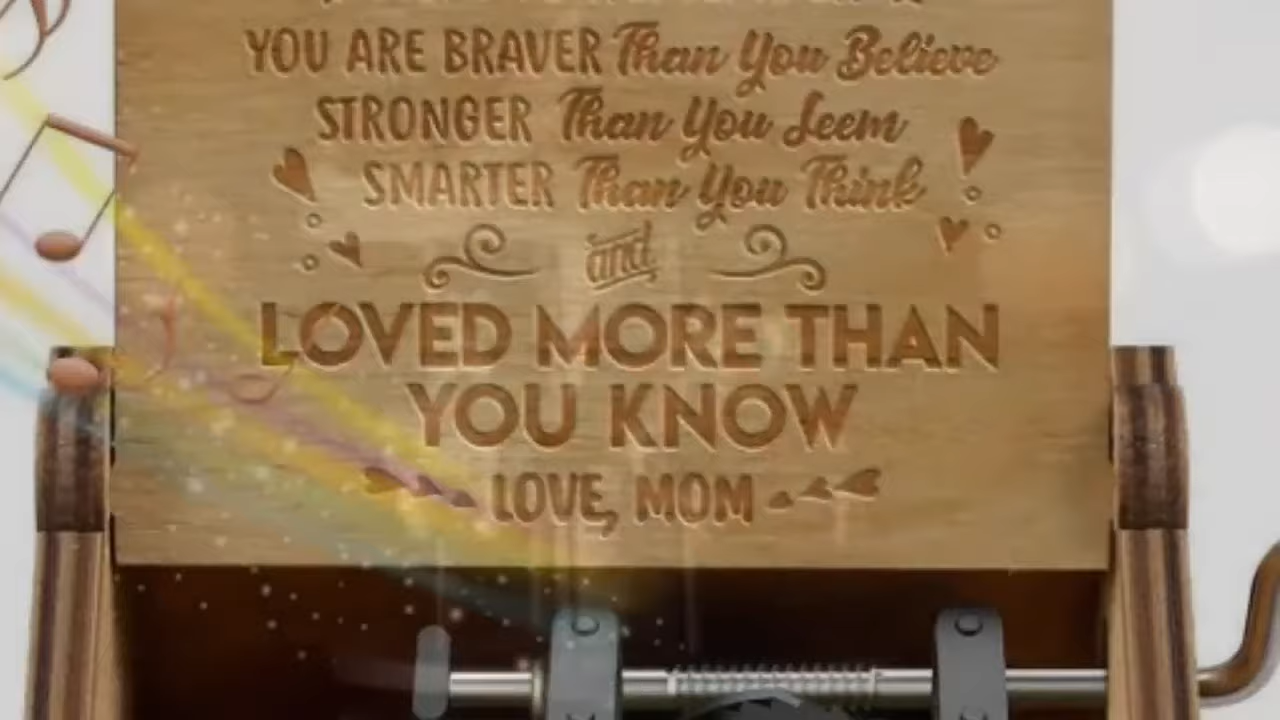 YOU ARE BRAVER Than You Believe
STRONGER Than You Seem
SMARTER Than You Think
and
LOVED MORE THAN
YOU KNOW
LOVE, MOM